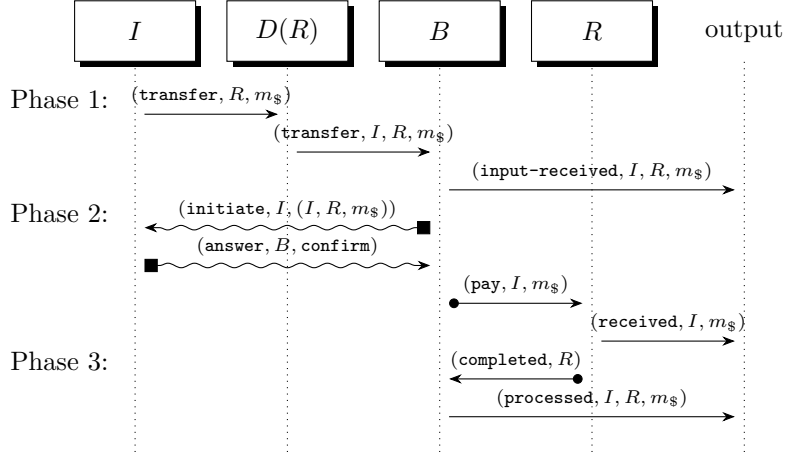 I D(R) B R output
Phase 1:
(transfer, R, m$)
(transfer, I, R, m$)
(input-received, I, R, m$)
Phase 2:
(initiate, I, (I, R, m$))
(answer, B, confirm)
(pay, I, m$)
(received, I, m$)
Phase 3:
(completed, R)
(processed, I, R, m$)